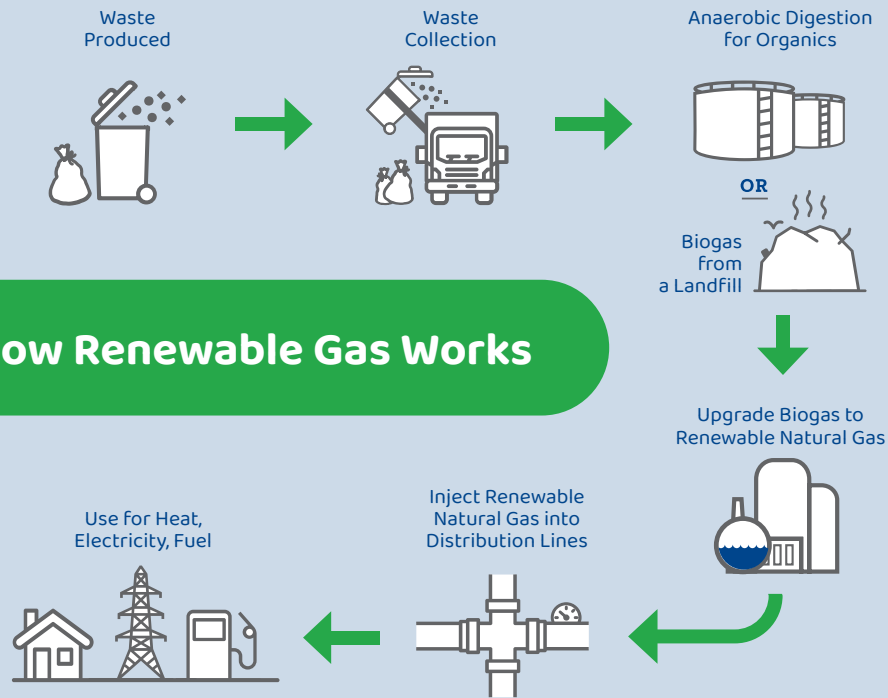 Waste
Produced
Waste
Collection
Anaerobic Digestion
for Organics
OR
Biogas
from
a Landfill
ow Renewable Gas Works
Upgrade Biogas to
Renewable Natural Gas
Inject Renewable
Natural Gas into
Distribution Lines
Use for Heat,
Electricity, Fuel